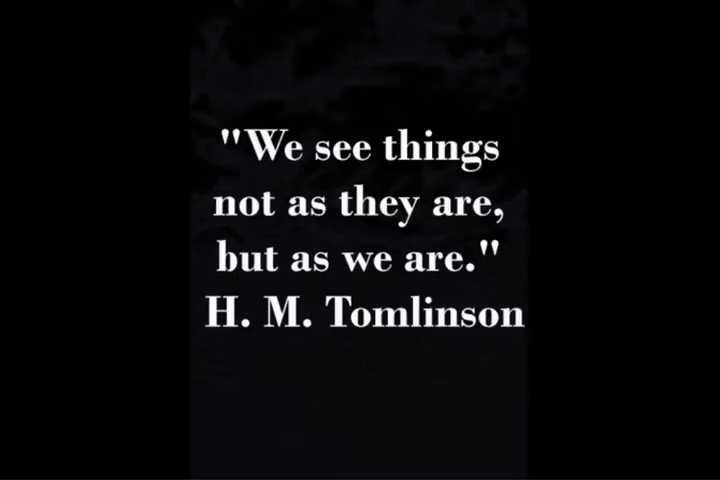 "We see things
not as they are,
but as we are."
H. M. Tomlinson